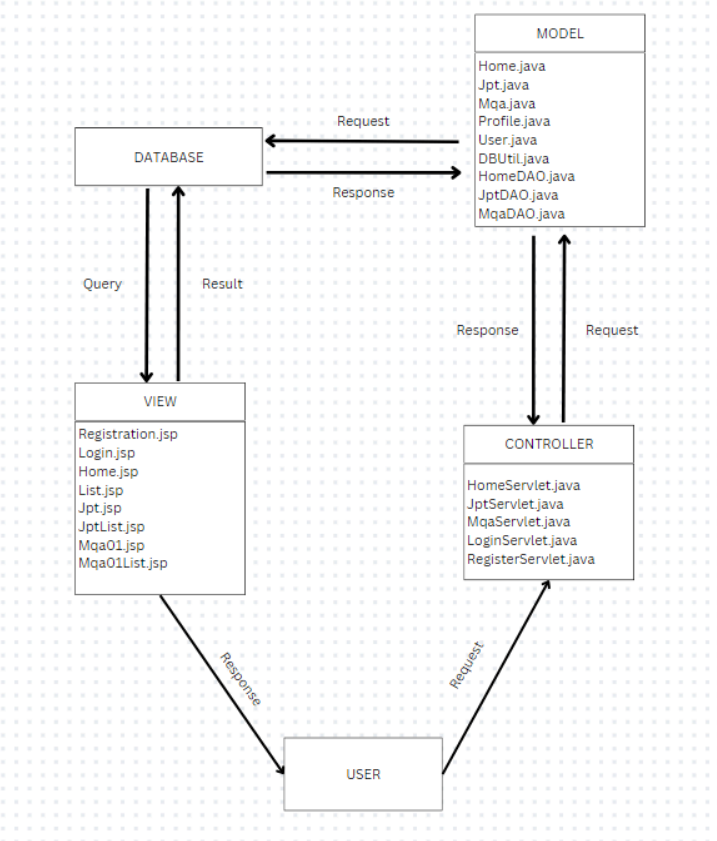 MODEL
Home.java
Jpt.java
Mqa.java
Profile.java
User.java
DBUtil.java
HomeDAO.java
JptDAO.java
MqaDAO.java
Request
DATABASE
Response
Query
Result
Response
Request
VIEW
Registration.jsp
Login.jsp
Home.jsp
List.jsp
Jpt.jsp
JptList.jsp
Mqa01.jsp
Mqa01List.jsp
CONTROLLER
HomeServlet.java
JptServlet.java
MqaServlet.java
LoginServlet.java
RegisterServlet.java
Response
Request
USER